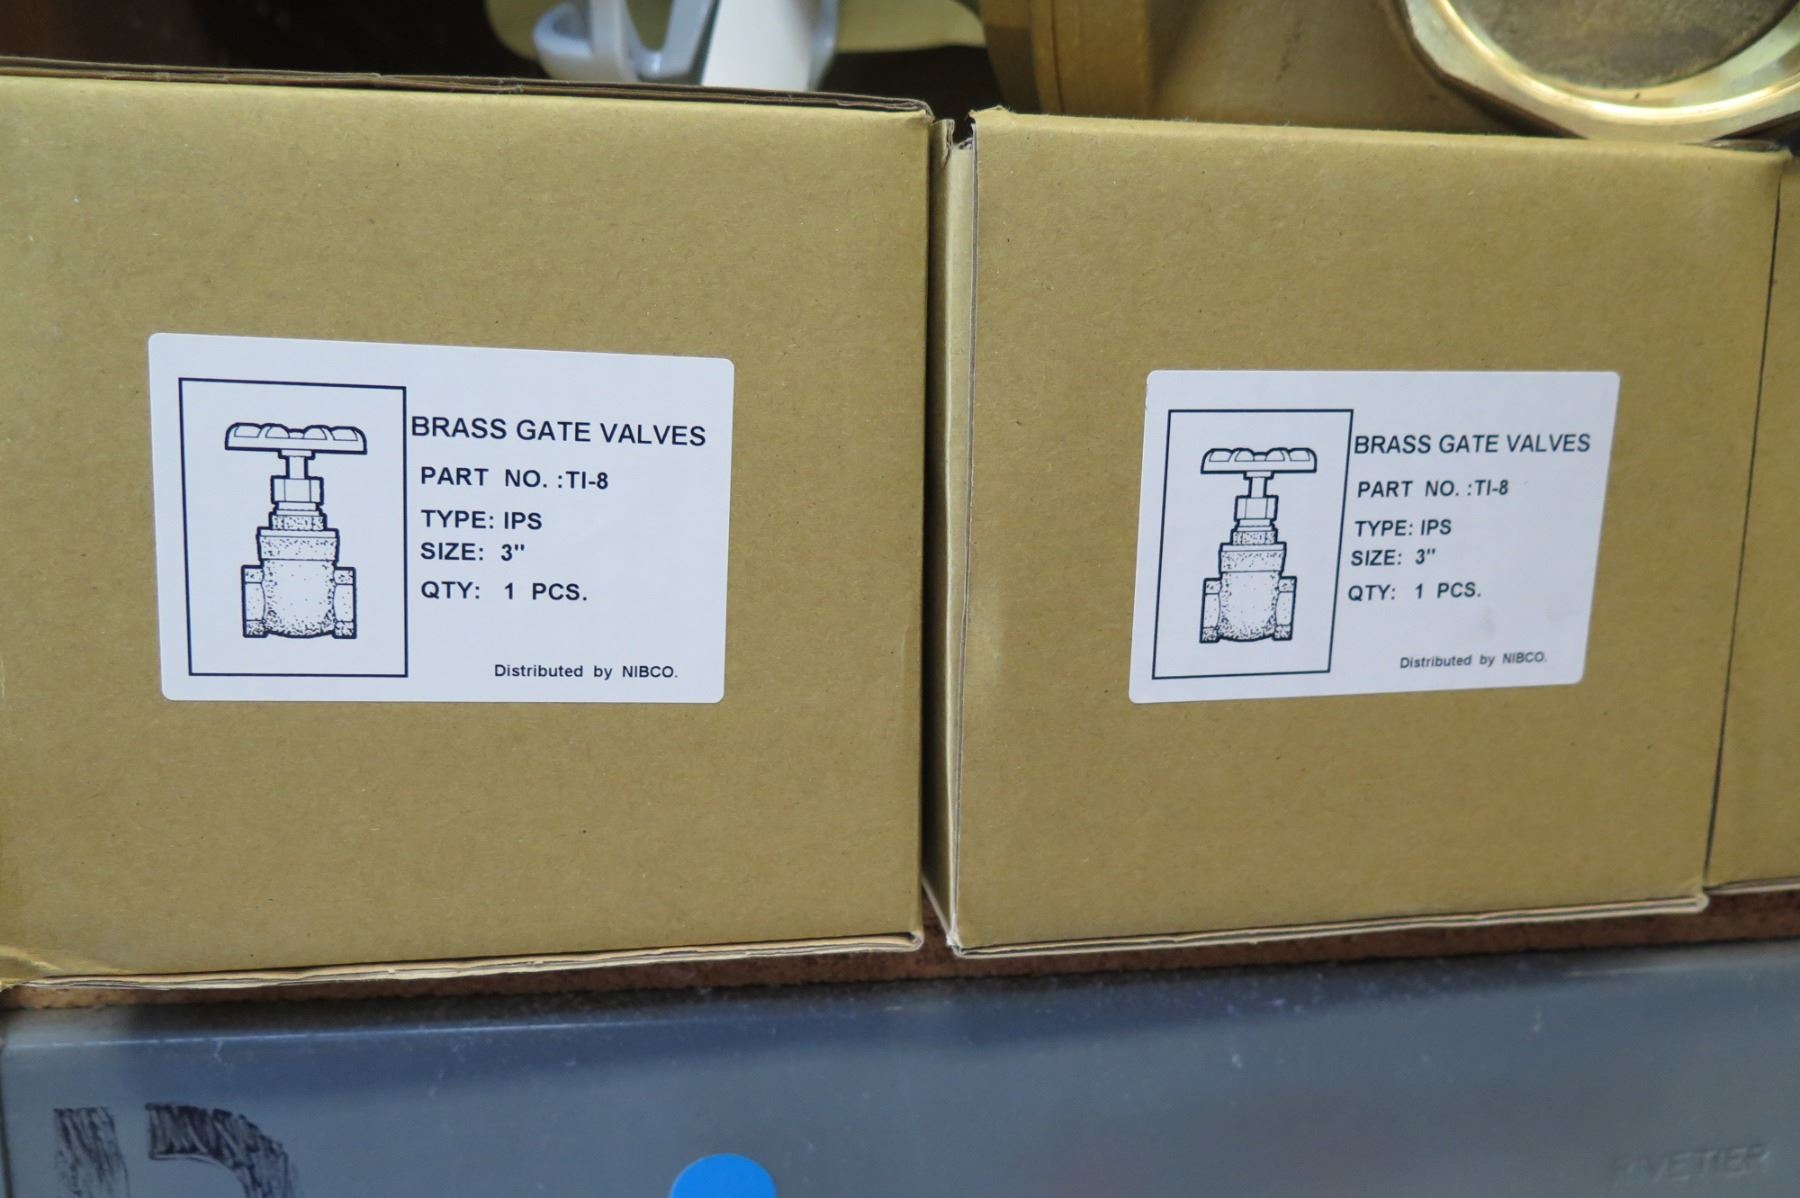 BRASS GATE VALVES
PART NO. :TI-8
TYPE: IPS
SIZE: 3"
QTY: 1 PCS.
Distributed by NIBCO.
BRASS GATE VALVES
PART NO. :TI-8
TYPE: IPS
SIZE: 3"
QTY: 1 PCS.
Distributed by NIBCO.
RIVETIER